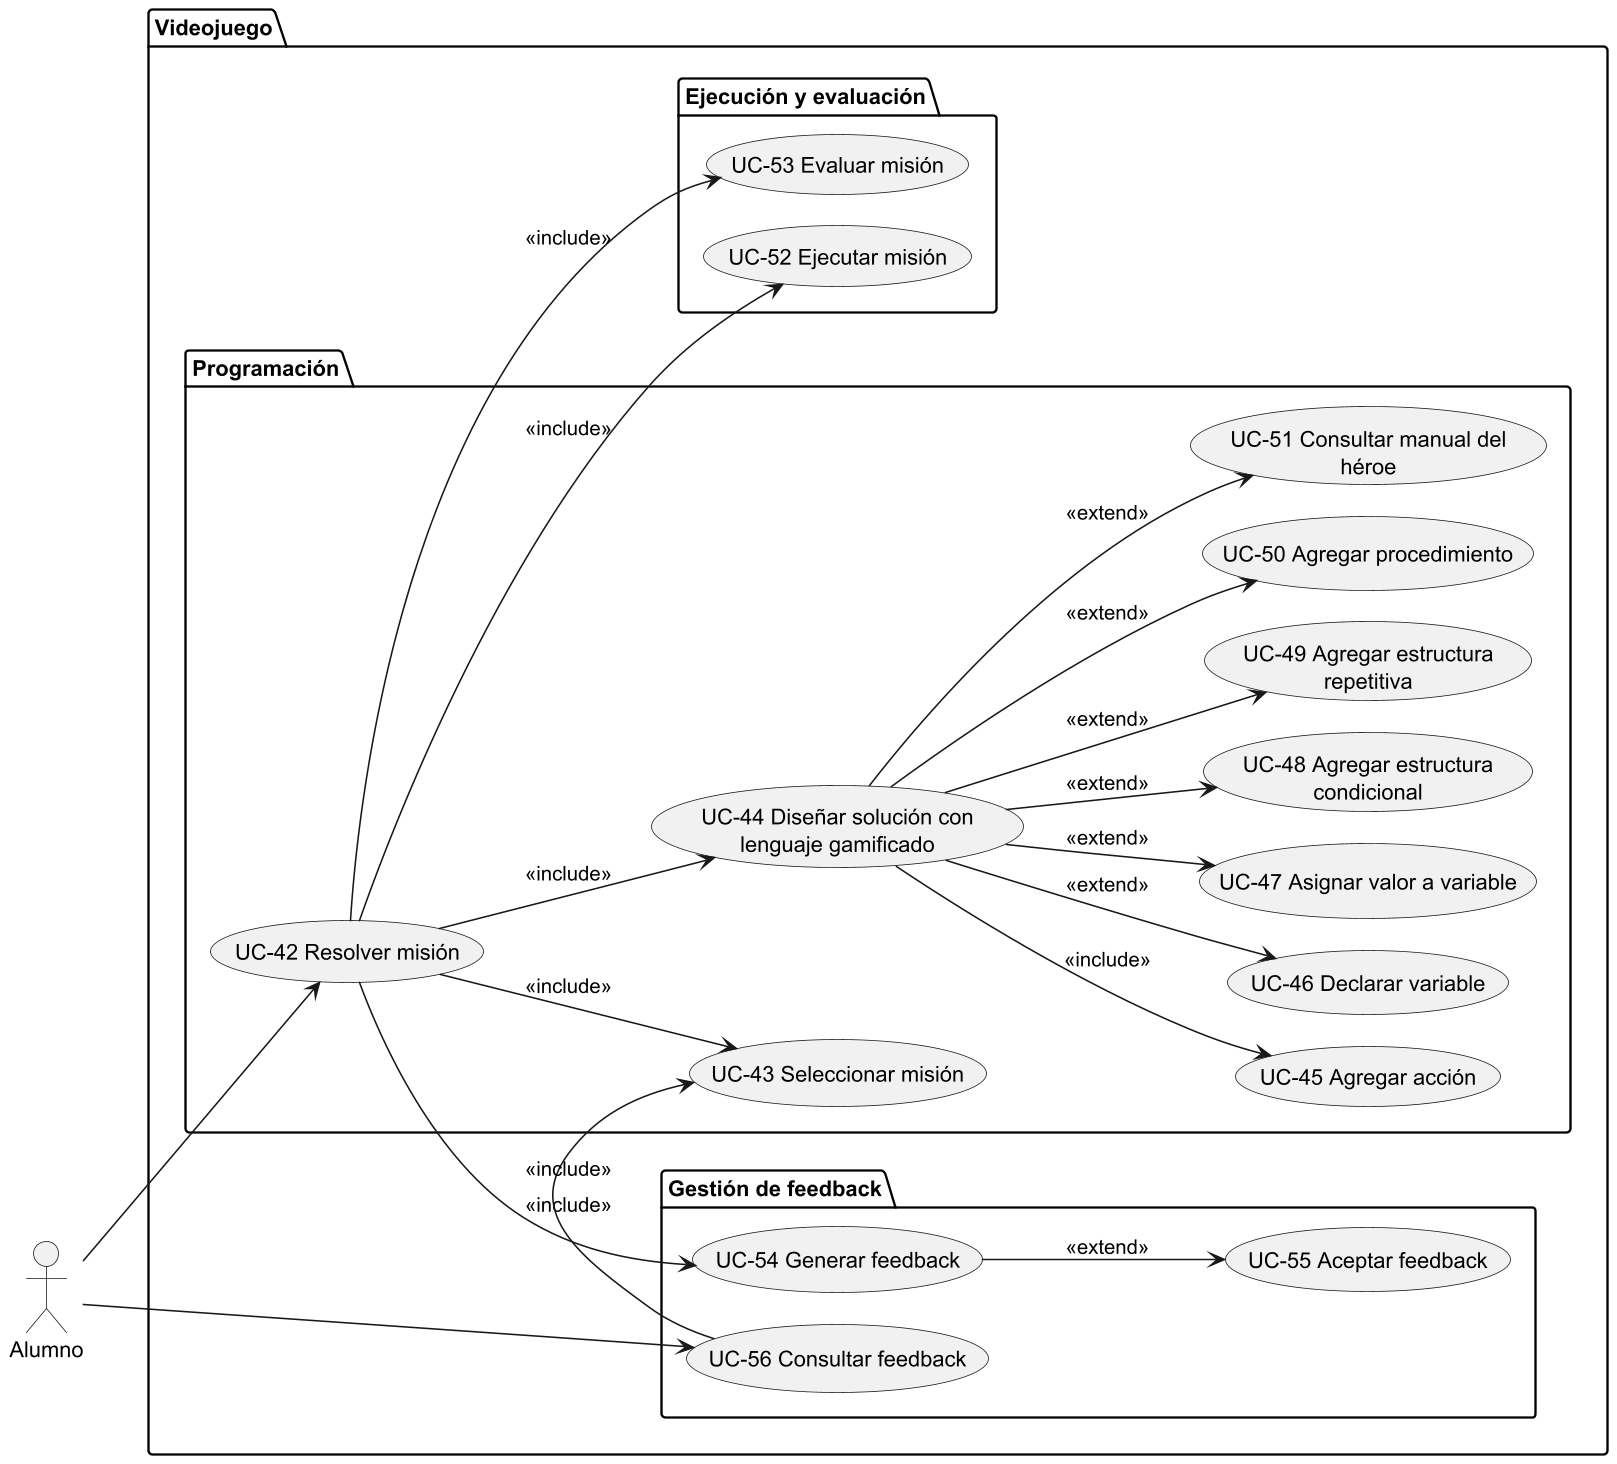 Videojuego
Ejecución y evaluación
UC-53 Evaluar misión
«include»
UC-52 Ejecutar misión
Programación
«include»
UC-51 Consultar manual del
héroe
«extend»
UC-50 Agregar procedimiento
«extend»
UC-49 Agregar estructura
repetitiva
«extend»
UC-48 Agregar estructura
condicional
«extend»
UC-44 Diseñar solución con
lenguaje gamificado
«extend»
UC-47 Asignar valor a variable
«include»
«extend»
UC-42 Resolver misión
«include»
UC-46 Declarar variable
«include»
UC-43 Seleccionar misión
UC-45 Agregar acción
«include»
Gestión de feedback
«include»
UC-54 Generar feedback
«extend»
UC-55 Aceptar feedback
Alumno
UC-56 Consultar feedback